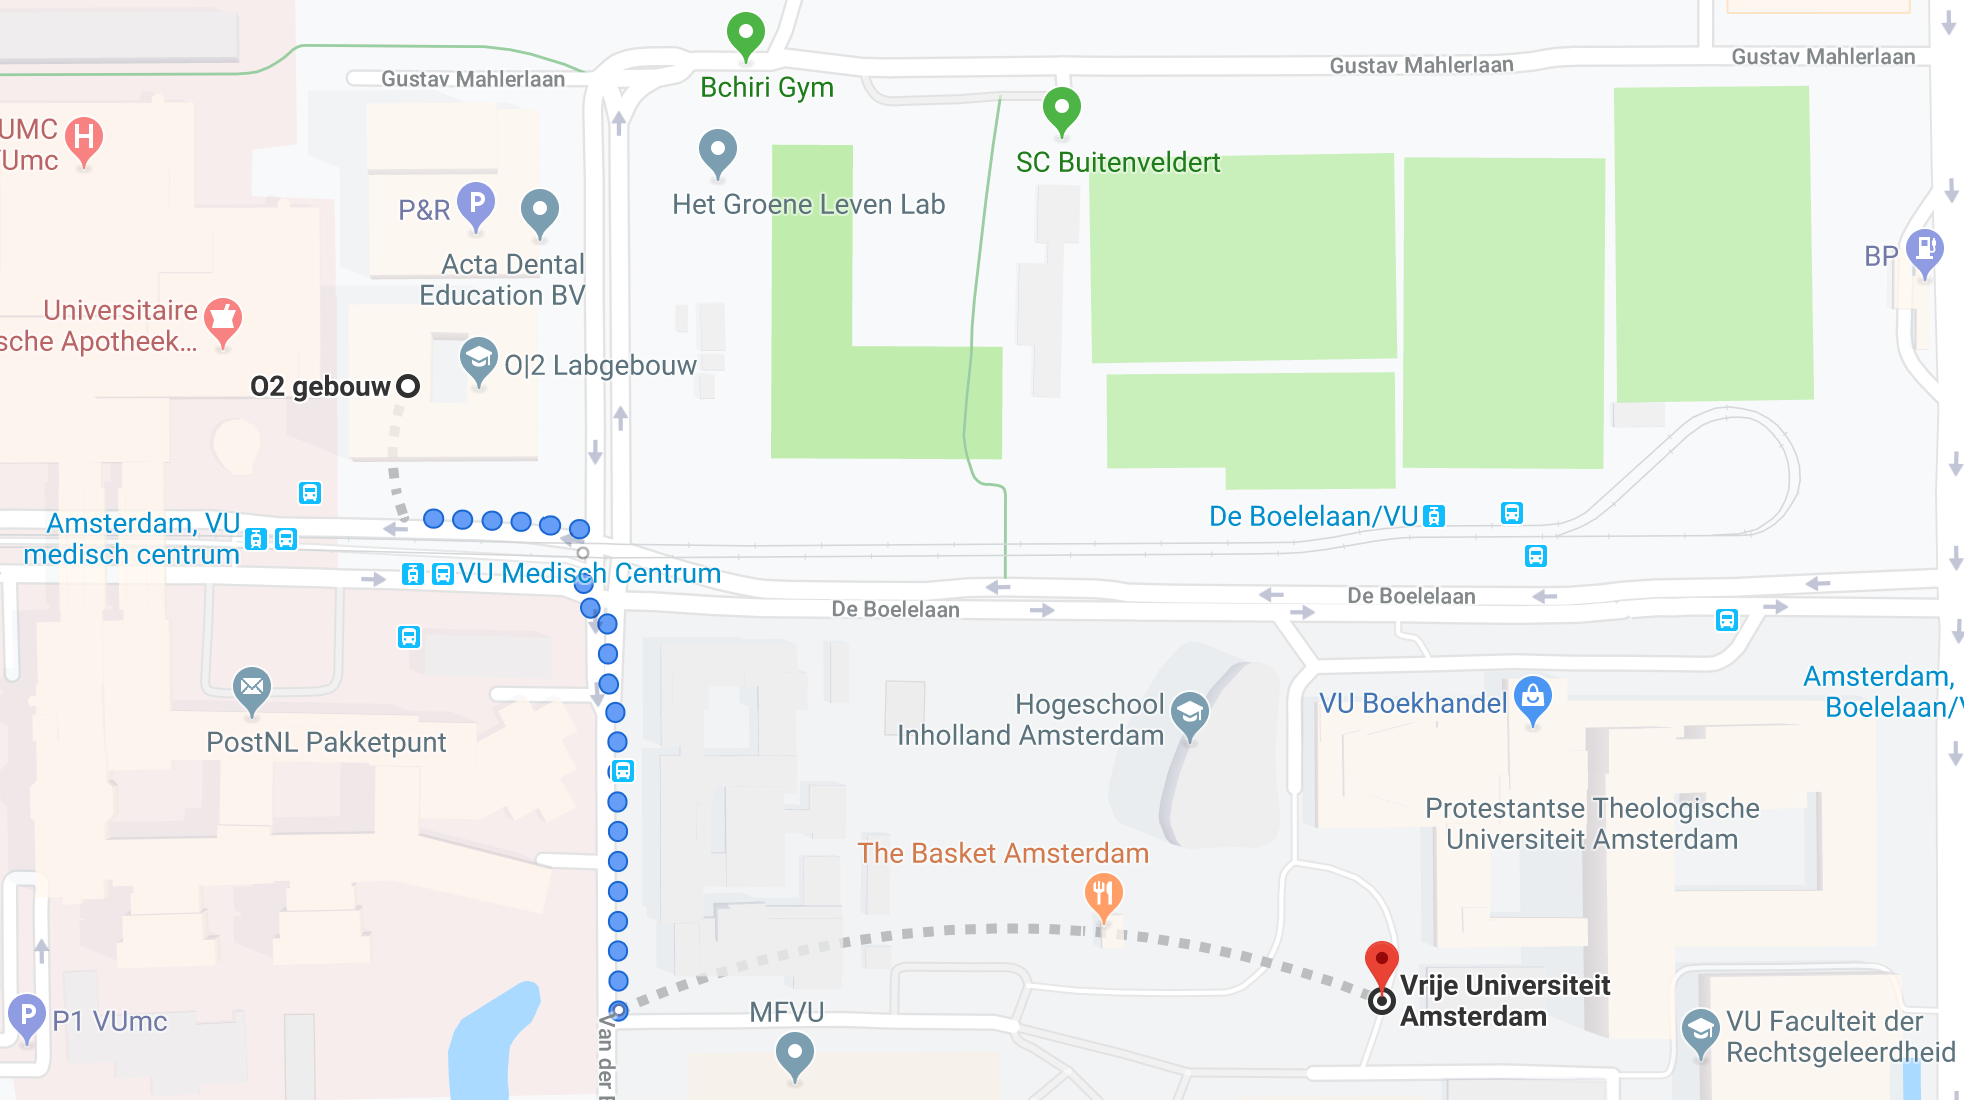 Gustav Mahlerlaan
Gustav Mahlerlaan
Gustav Mahlerlaan
Bchiri Gym
UMC
VUmc
H
SC Buitenveldert
P&R
P
Het Groene Leven Lab
Acta Dental
Education BV
BP
Universitaire
sche Apotheek...
O|2 Labgebouw
O2 gebouw
Amsterdam, VU
medisch centrum
De Boelelaan/VU
VU Medisch Centrum
De Boelelaan
De Boelelaan
Amsterdam,
Boelelaan/V
Hogeschool
Inholland Amsterdam
VU Boekhandel
PostNL Pakketpunt
Protestantse Theologische
Universiteit Amsterdam
The Basket Amsterdam
Vrije Universiteit
Amsterdam
P
P1 VUmc
MFVU
VU Faculteit der
Rechtsgeleerdheid
Van der B